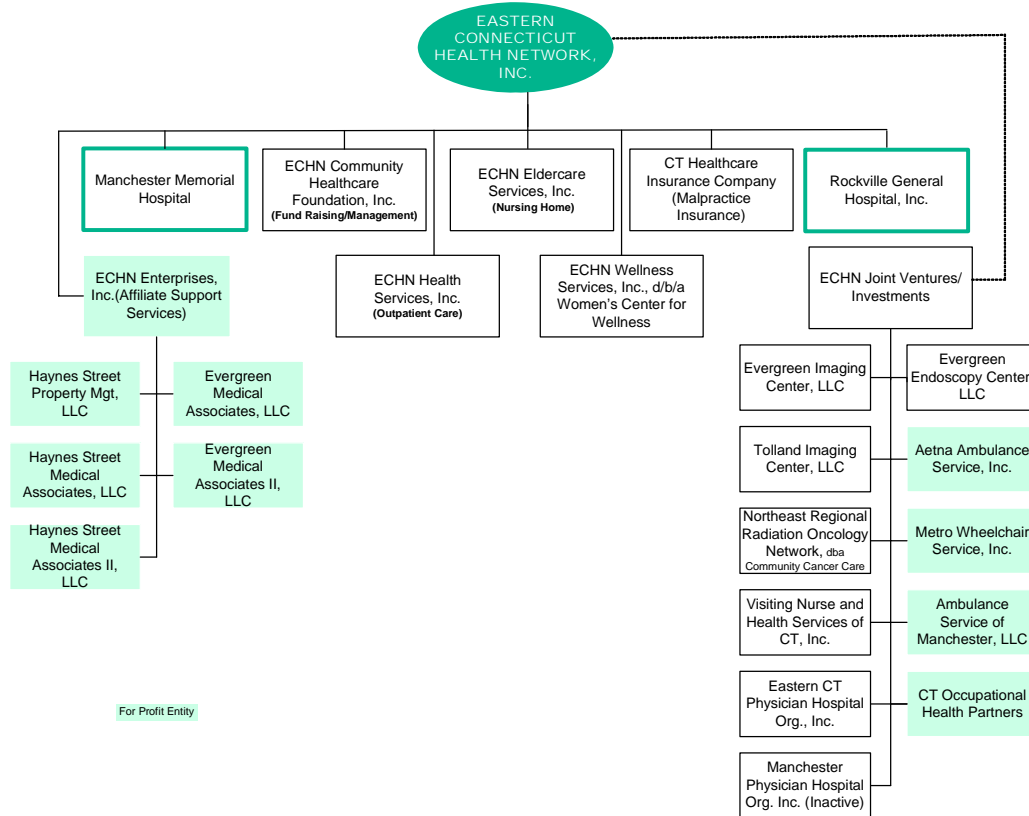 EASTERN
CONNECTICUT
HEALTH NETWORK,
INC.
Manchester Memorial
Hospital
ECHN Community
Healthcare
Foundation, Inc.
(Fund Raising/Management)
ECHN Eldercare
Services, Inc.
(Nursing Home)
CT Healthcare
Insurance Company
(Malpractice
Insurance)
Rockville General
Hospital, Inc.
ECHN Enterprises,
Inc.(Affiliate Support
Services)
ECHN Health
Services, Inc.
(Outpatient Care)
ECHN Wellness
Services, Inc., d/b/a
Women's Center for
Wellness
ECHN Joint Ventures/
Investments
Haynes Street
Property Mgt,
LLC
Evergreen
Medical
Associates, LLC
Haynes Street
Medical
Associates, LLC
Evergreen
Medical
Associates II,
LLC
Haynes Street
Medical
Associates II,
LLC
Evergreen Imaging
Center, LLC
Evergreen
Endoscopy Center
LLC
Tolland Imaging
Center, LLC
Aetna Ambulance
Service, Inc.
Northeast Regional
Radiation Oncology
Network, dba
Community Cancer Care
Metro Wheelchair
Service, Inc.
Visiting Nurse and
Health Services of
CT, Inc.
Ambulance
Service of
Manchester, LLC
Eastern CT
Physician Hospital
Org., Inc.
CT Occupational
Health Partners
Manchester
Physician Hospital
Org. Inc. (Inactive)
For Profit Entity